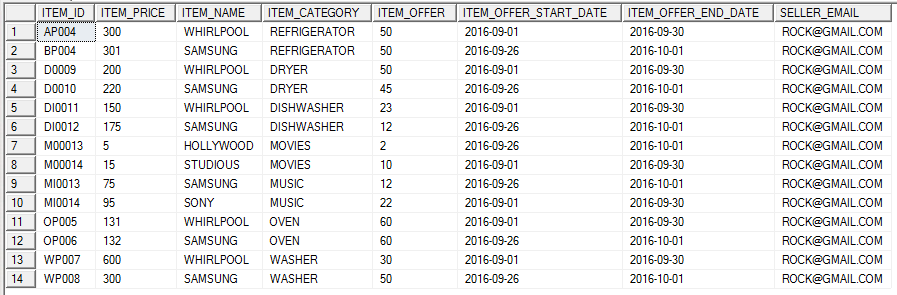 ITEM_ID ITEM_PRICE ITEM_NAME ITEM_CATEGORY ITEM_OFFER ITEM_OFFER_START_DATE ITEM_OFFER_END_DATE SELLER_EMAIL
1 AP004 300 WHIRLPOOL REFRIGERATOR 50 2016-09-01 2016-09-30 ROCK@GMAIL.COM
2 BP004 301 SAMSUNG REFRIGERATOR 50 2016-09-26 2016-10-01 ROCK@GMAIL.COM
3 D0009 200 WHIRLPOOL DRYER 50 2016-09-01 2016-09-30 ROCK@GMAIL.COM
4 D0010 220 SAMSUNG DRYER 45 2016-09-26 2016-10-01 ROCK@GMAIL.COM
5 DI0011 150 WHIRLPOOL DISHWASHER 23 2016-09-01 2016-09-30 ROCK@GMAIL.COM
6 DI0012 175 SAMSUNG DISHWASHER 12 2016-09-26 2016-10-01 ROCK@GMAIL.COM
7 M00013 5 HOLLYWOOD MOVIES 2 2016-09-26 2016-10-01 ROCK@GMAIL.COM
8 M00014 15 STUDIOUS MOVIES 10 2016-09-01 2016-09-30 ROCK@GMAIL.COM
9 MI0013 75 SAMSUNG MUSIC 12 2016-09-26 2016-10-01 ROCK@GMAIL.COM
10 MI0014 95 SONY MUSIC 22 2016-09-01 2016-09-30 ROCK@GMAIL.COM
11 OP005 131 WHIRLPOOL OVEN 60 2016-09-01 2016-09-30 ROCK@GMAIL.COM
12 OP006 132 SAMSUNG OVEN 60 2016-09-26 2016-10-01 ROCK@GMAIL.COM
13 WP007 600 WHIRLPOOL WASHER 30 2016-09-01 2016-09-30 ROCK@GMAIL.COM
14 WP008 300 SAMSUNG WASHER 50 2016-09-26 2016-10-01 ROCK@GMAIL.COM